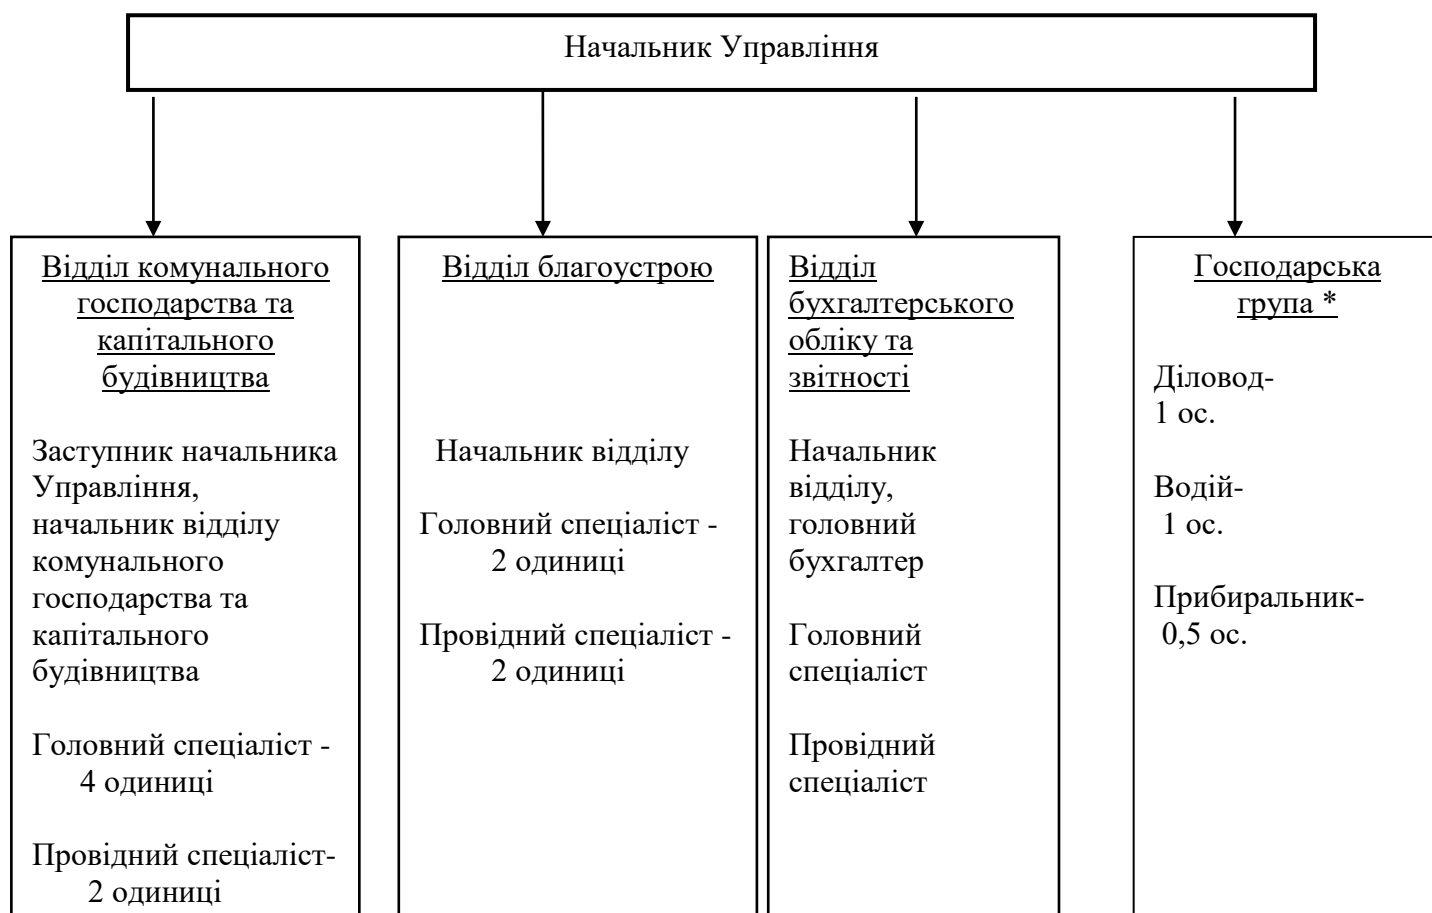 Начальник Управління
Відділ комунального
господарства та
капітального
будівництва
Заступник начальника
Управління,
начальник відділу
комунального
господарства та
капітального
будівництва
Головний спеціаліст -
4 одиниці
Провідний спеціаліст-
2 одиниці
Відділ благоустрою
Начальник відділу
Головний спеціаліст -
2 одиниці
Провідний спеціаліст -
2 одиниці
Відділ
бухгалтерського
обліку та
звітності
Начальник
відділу,
головний
бухгалтер
Головний
спеціаліст
Провідний
спеціаліст
Господарська
група *
Діловод-
1 ос.
Водій-
1 ос.
Прибиральник-
0,5 ос.